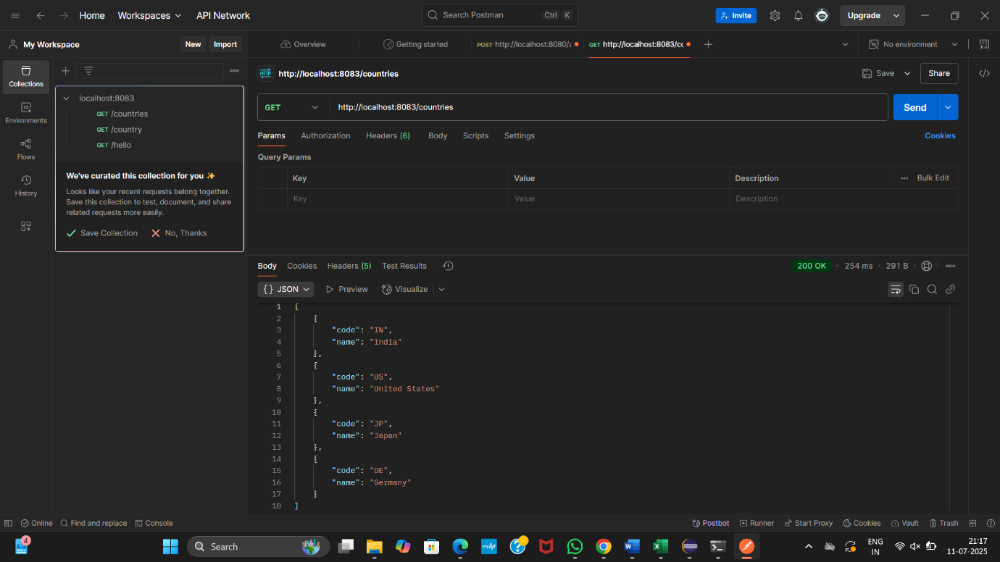 Home Workspaces API Network Search Postman Ctrl K Invite Upgrade
My Workspace New Import Overview Getting started POST http://localhost:8080/a GET http://localhost:8083/cc No environment
Collections
Environments
Flows
History
localhost:8083
GET /countries
GET /country
GET /hello
We've curated this collection for you ✨
Looks like your recent requests belong together.
Save this collection to test, document, and share
related requests more easily.
Save Collection No, Thanks
HTTP http://localhost:8083/countries Save Share
GET http://localhost:8083/countries Send
Params Authorization Headers (6) Body Scripts Settings Cookies
Query Params
Key Value Description Bulk Edit
Key Value Description
Body Cookies Headers (5) Test Results 200 OK 254 ms 291 B
{} JSON Preview Visualize
1 [
2 {
3 "code": "IN",
4 "name": "India"
5 },
6 {
7 "code": "US",
8 "name": "United States"
9 },
10 {
11 "code": "JP",
12 "name": "Japan"
13 },
14 {
15 "code": "DE",
16 "name": "Germany"
17 }
18 ]
Online Find and replace Console Postbot Runner Start Proxy Cookies Vault Trash
4 Search myhp ENG 21:17
IN 11-07-2025